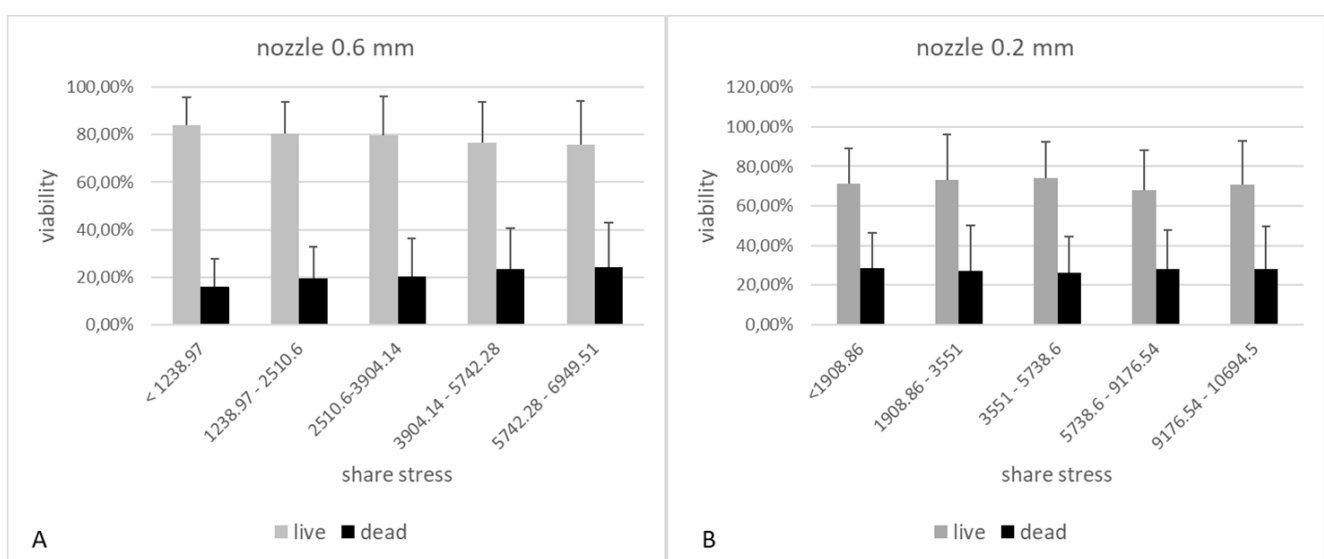 nozzle 0.6 mm
100,00%
80,00%
60,00%
40,00%
20,00%
0,00%
viability
< 1238.97
1238.97 - 2510.6
2510.6-3904.14
3904.14 - 5742.28
5742.28 - 6949.51
share stress
live dead
A
nozzle 0.2 mm
120,00%
100,00%
80,00%
60,00%
40,00%
20,00%
0,00%
viability
<1908.86
1908.86 - 3551
3551 - 5738.6
5738.6 - 9176.54
9176.54 - 10694.5
share stress
live dead
B